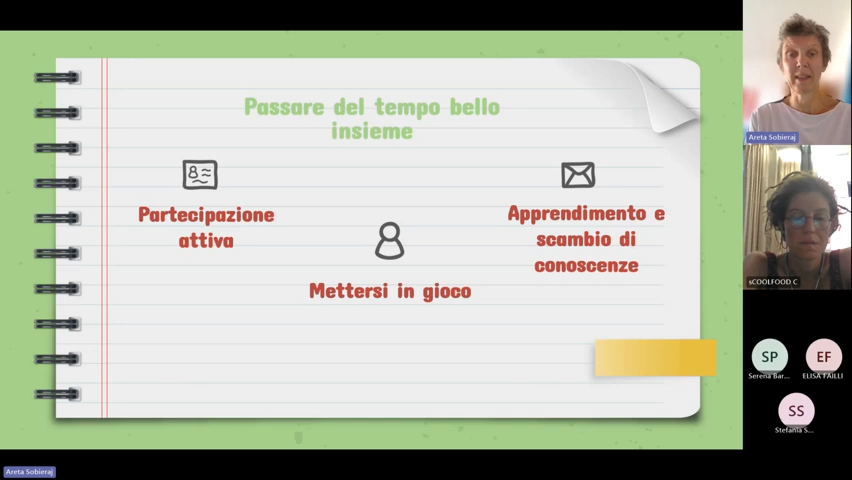 Passare del tempo bello
insieme
Partecipazione
attiva
Mettersi in gioco
Apprendimento e
scambio di
conoscenze
Areta Sobieraj
sCOOLFOOD C
SP
EF
Serena Bar...
ELISA FAILLI
SS
Stefania S...
Areta Sobieraj